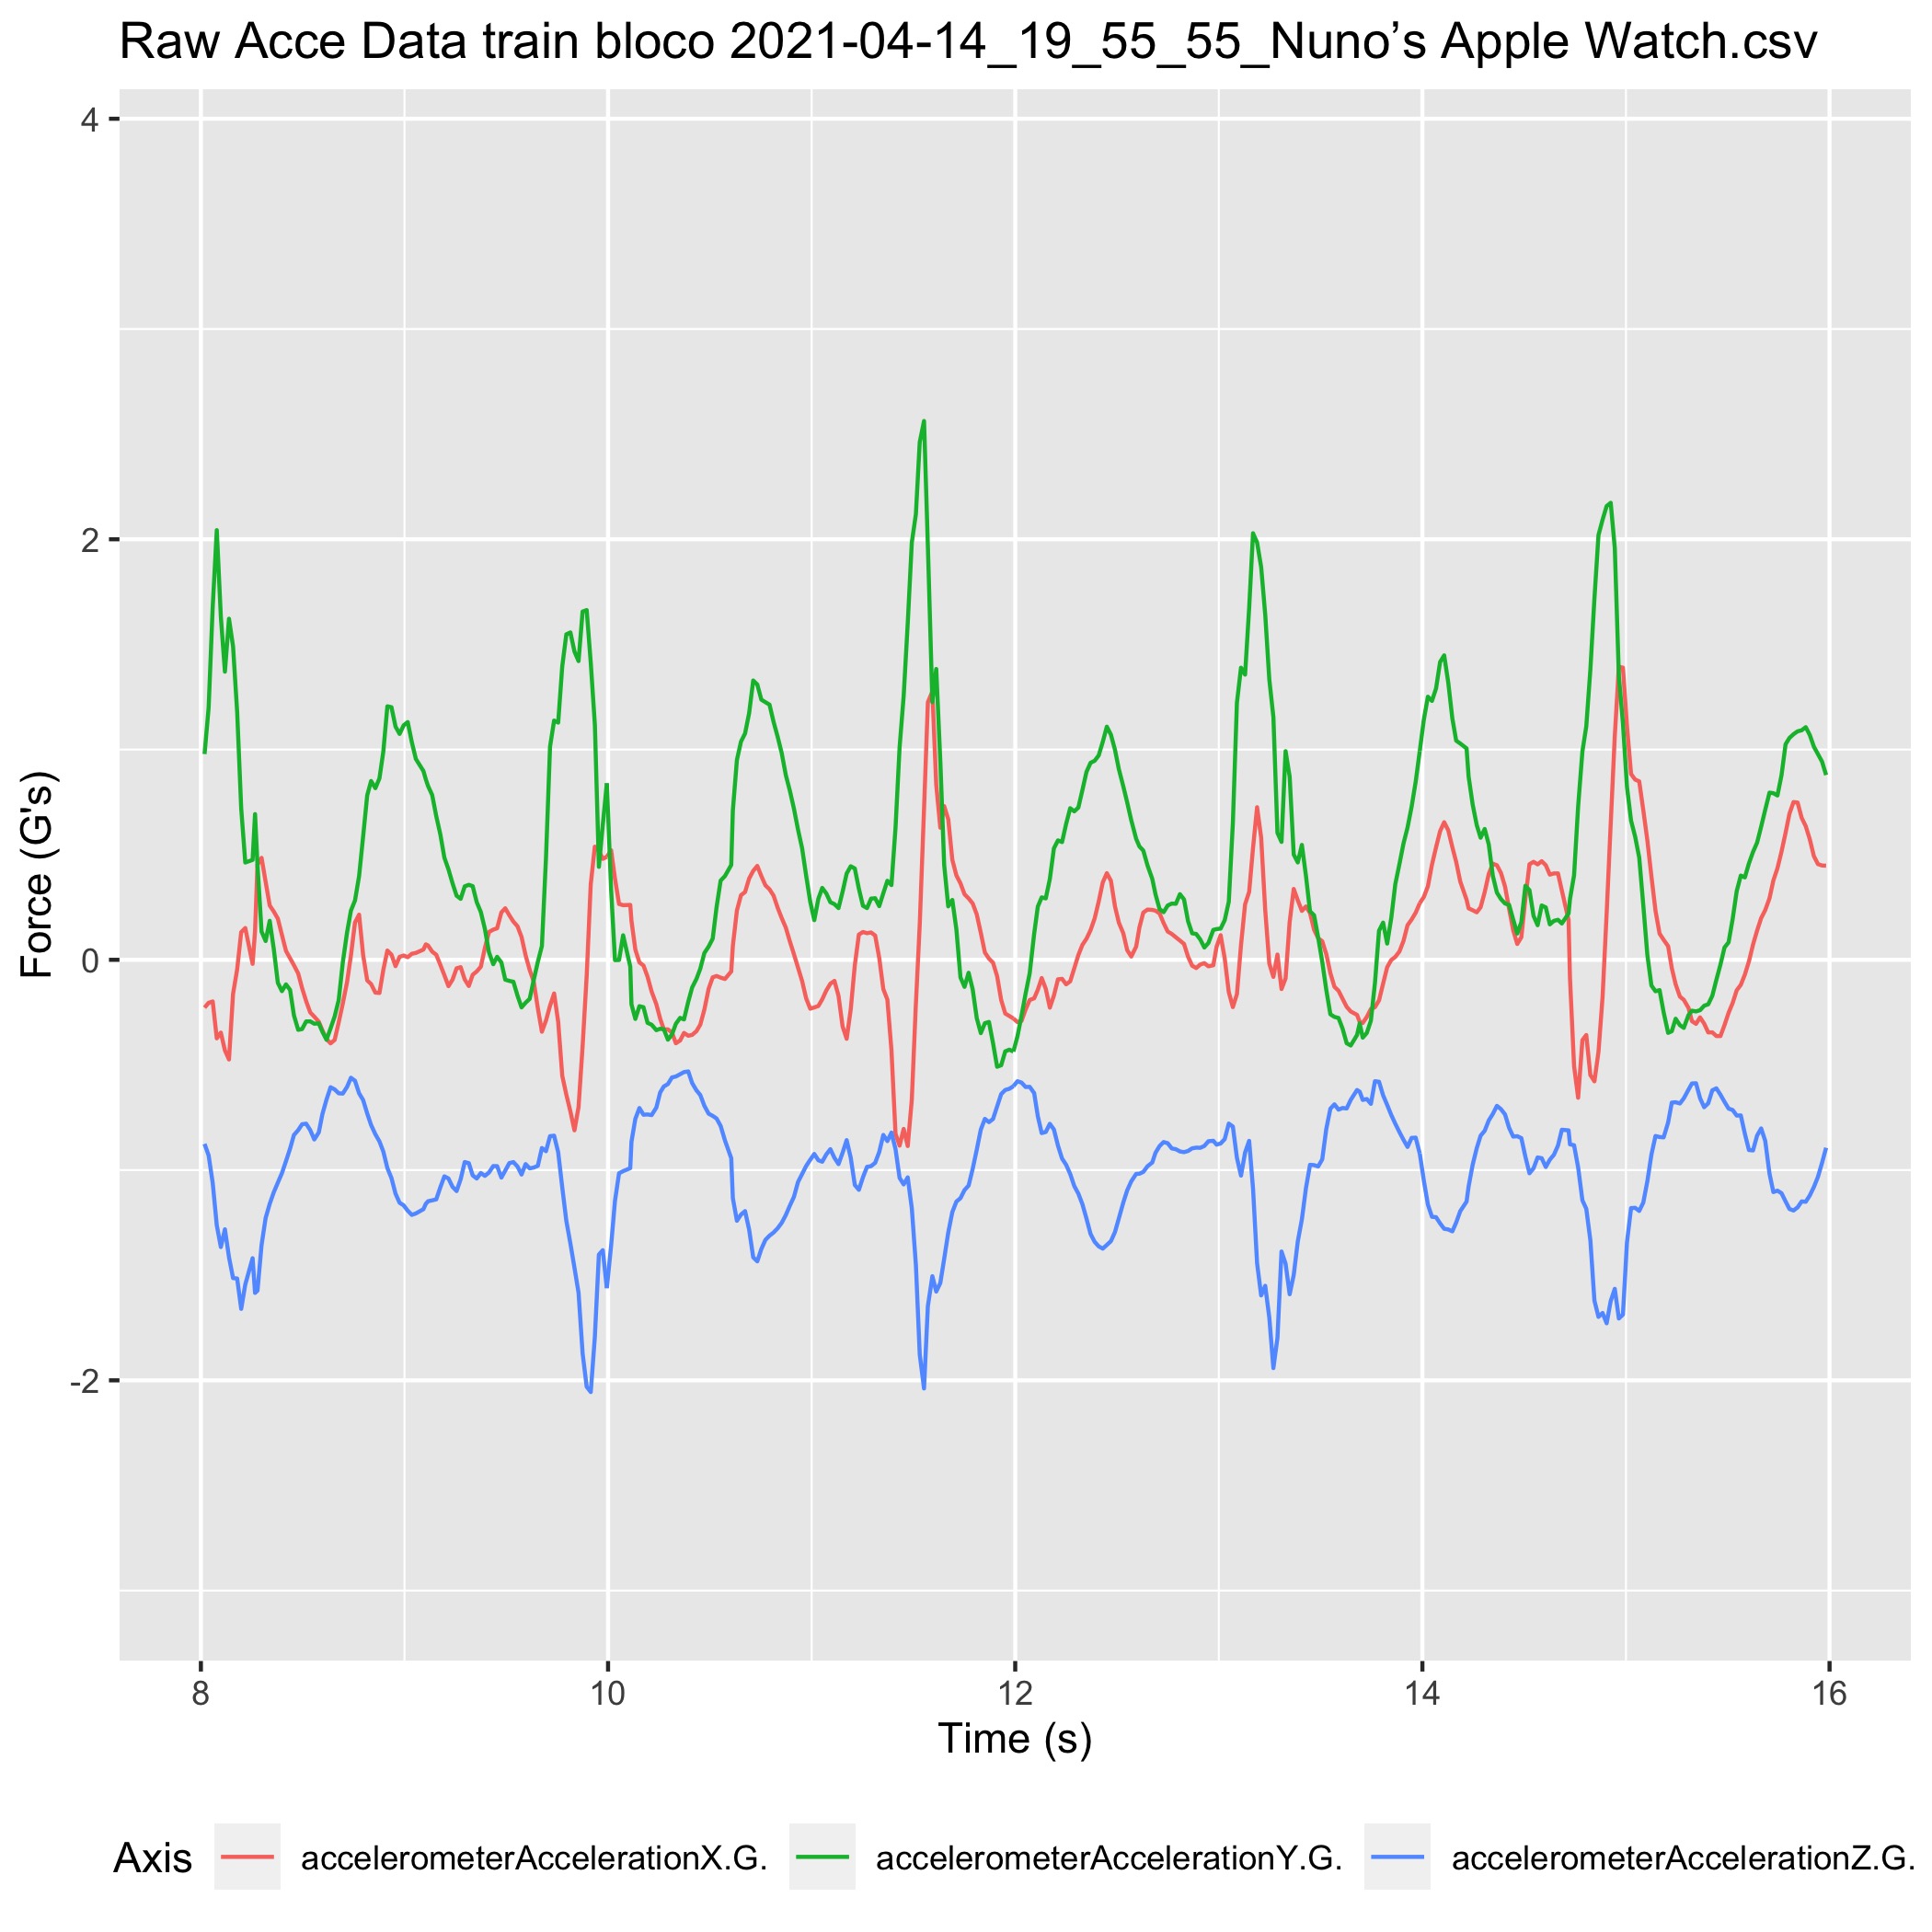 Raw Acce Data train bloco 2021-04-14_19_55_55_Nuno’s Apple Watch.csv
4
2
0
-2
Force (G's)
8 10 12 14 16
Time (s)
Axis accelerometerAccelerationX.G. accelerometerAccelerationY.G. accelerometerAccelerationZ.G.